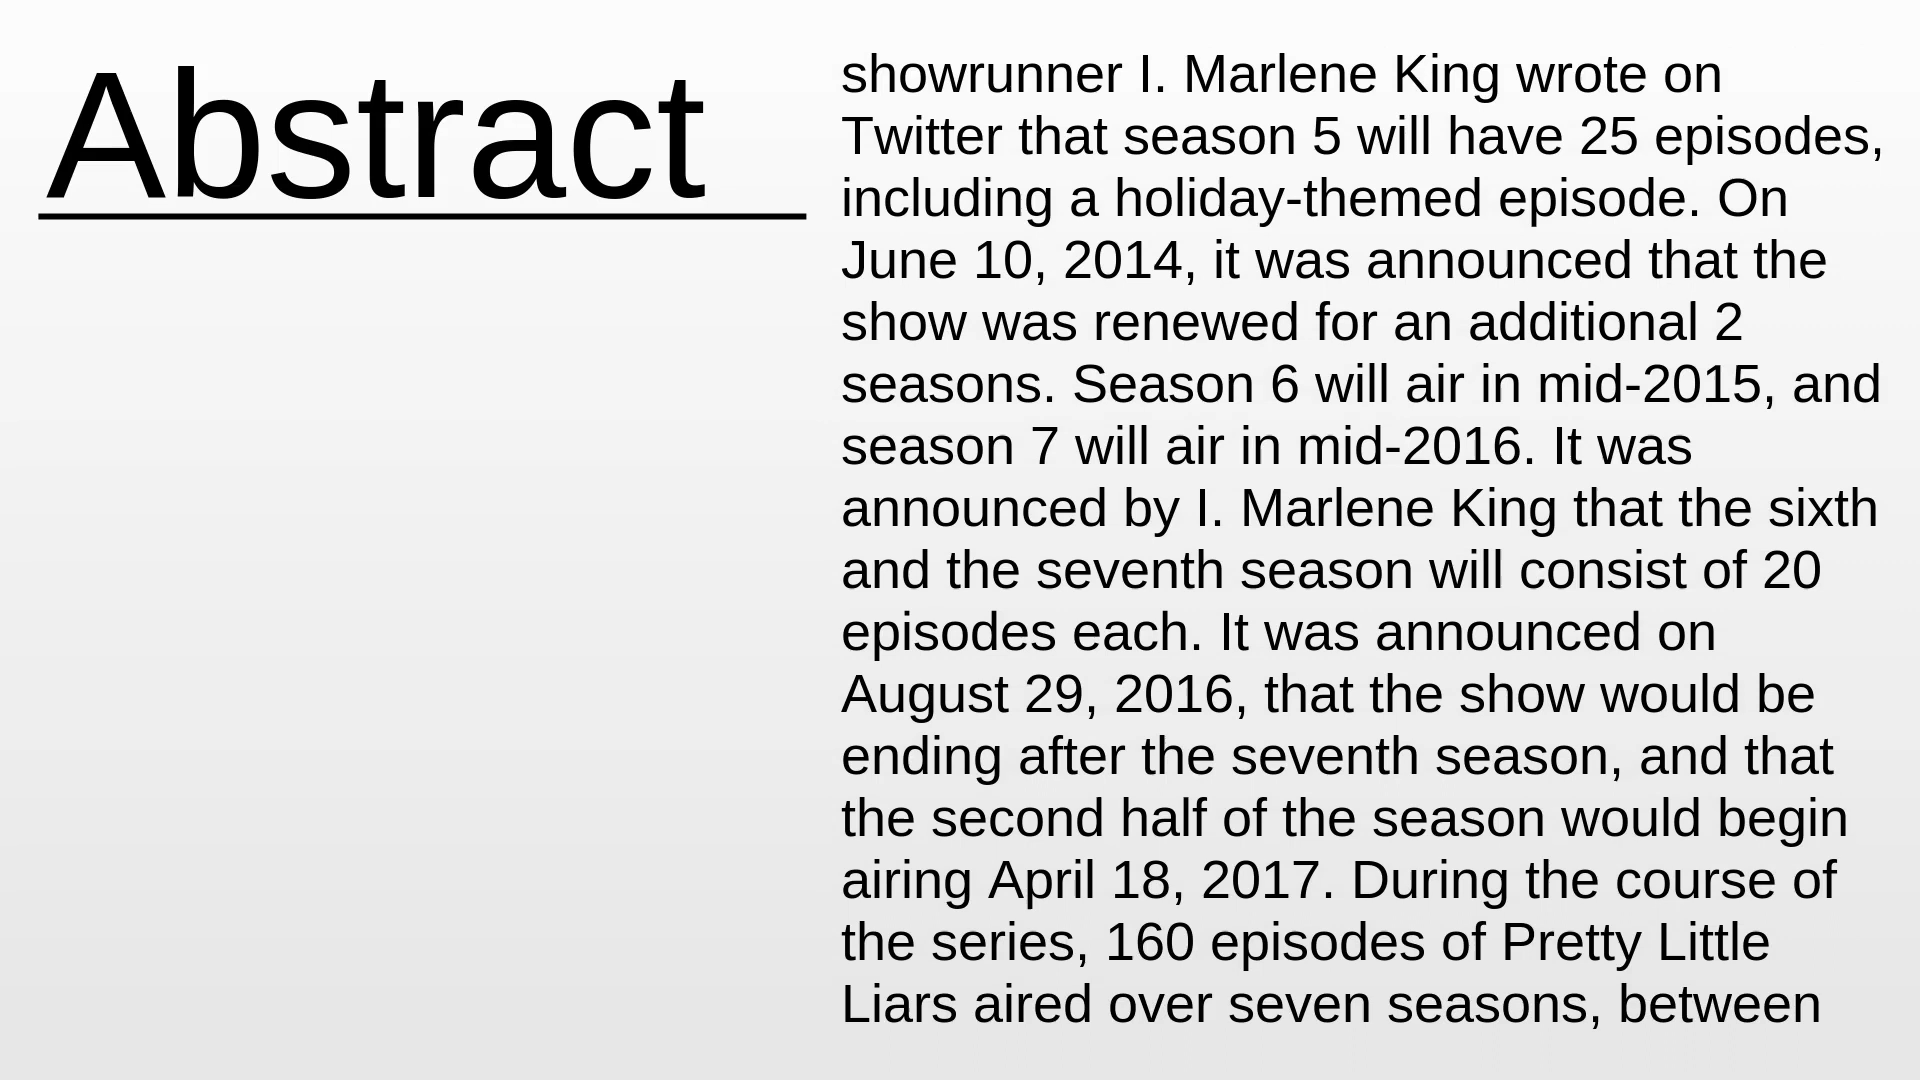 Abstract
showrunner I. Marlene King wrote on
Twitter that season 5 will have 25 episodes,
including a holiday-themed episode. On
June 10, 2014, it was announced that the
show was renewed for an additional 2
seasons. Season 6 will air in mid-2015, and
season 7 will air in mid-2016. It was
announced by I. Marlene King that the sixth
and the seventh season will consist of 20
episodes each. It was announced on
August 29, 2016, that the show would be
ending after the seventh season, and that
the second half of the season would begin
airing April 18, 2017. During the course of
the series, 160 episodes of Pretty Little
Liars aired over seven seasons, between